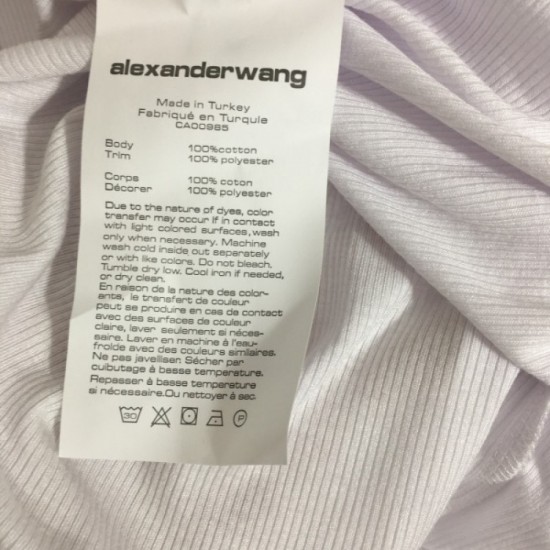 alexanderwang
Made in Turkey
Fabriqué en Turquie
CA00985
Body 100%cotton
Trim 100% polyester
Corps 100% coton
Décorer 100% polyester
Due to the nature of dyes, color
transfer may occur if in contact
with light colored surfaces, wash
only when necessary. Machine
wash cold inside out separately
or with like colors. Do not bleach.
Tumble dry low. Cool iron if needed,
or dry clean.
En raison de la nature des color-
ants, le transfert de couleur
peut se produire en cas de contact
avec des surfaces de couleur
claire, laver seulement si néces-
saire. Laver en machine à l'eau-
froide avec des couleurs similaires.
Ne pas javelliser. Sécher par
cuibutage à basse température.
Repasser à basse température
si nécessaire.Ou nettoyer à sec.
30 P